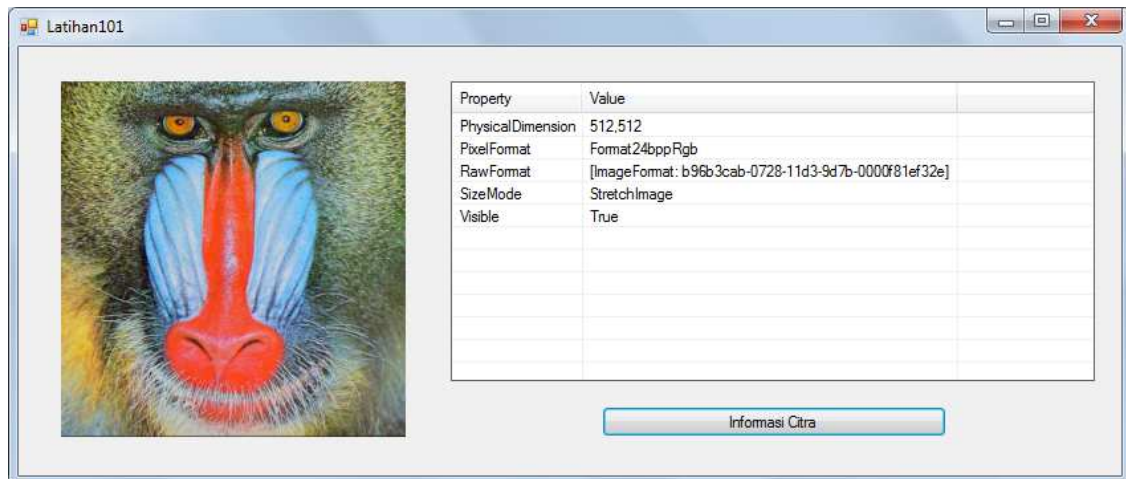 Latihan101
Property Value
PhysicalDimension 512,512
PixelFormat Format24bppRgb
RawFormat [ImageFormat: b96b3cab-0728-11d3-9d7b-0000f81ef32e]
SizeMode StretchImage
Visible True
Informasi Citra